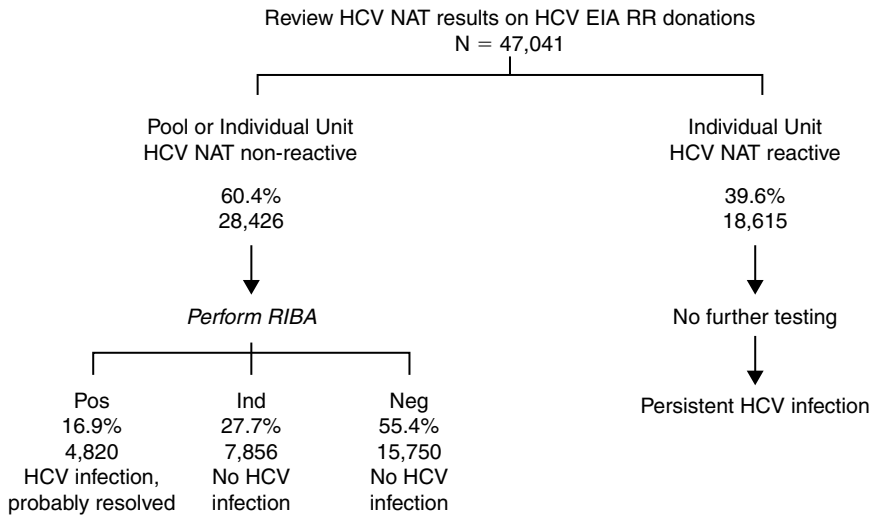 Review HCV NAT results on HCV EIA RR donations
N = 47,041
Pool or Individual Unit
HCV NAT non-reactive
60.4%
28,426
Perform RIBA
Pos
16.9%
4,820
HCV infection,
probably resolved
Ind
27.7%
7,856
No HCV
infection
Neg
55.4%
15,750
No HCV
infection
Individual Unit
HCV NAT reactive
39.6%
18,615
No further testing
Persistent HCV infection